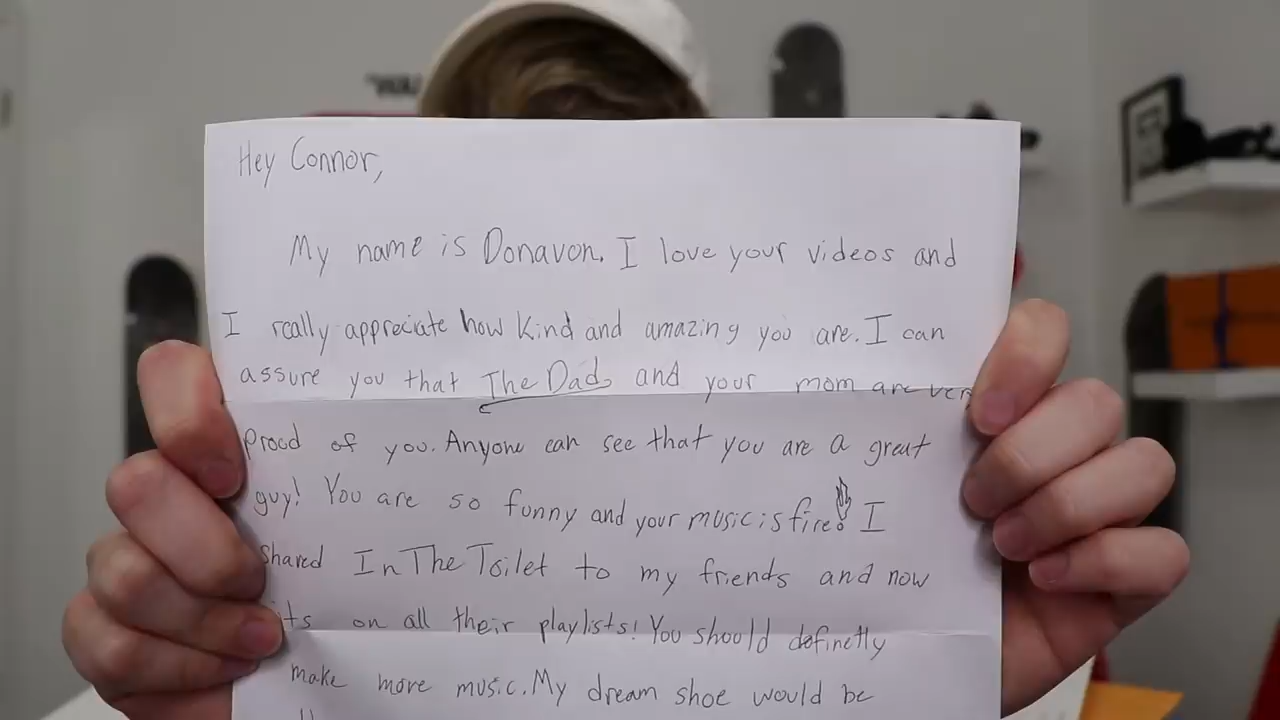 Hey Connor,
My name is Donavon. I love your videos and
I really appreciate how kind and amazing you are. I can
assure you that The Dad and your mom are very
proud of you. Anyone can see that you are a great
guy! You are so funny and your music is fire! I
shared In The Toilet to my friends and now
its on all their playlists! You should definetly
make more music. My dream shoe would be